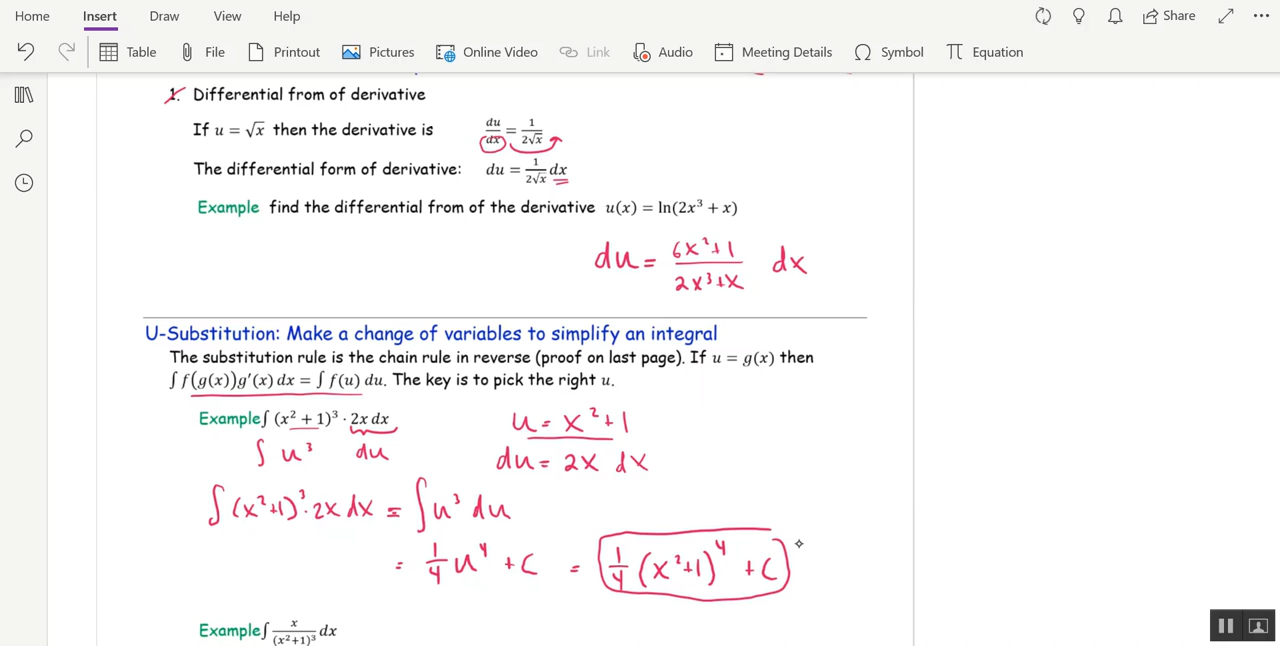 Home Insert Draw View Help Share
Table File Printout Pictures Online Video Link Audio Meeting Details Symbol Equation
1. Differential from of derivative
If u = √x then the derivative is du/dx = 1/(2√x)
The differential form of derivative: du = 1/(2√x) dx
Example find the differential from of the derivative u(x) = ln(2x³ + x)
du = (6x²+1)/(2x³+x) dx
U-Substitution: Make a change of variables to simplify an integral
The substitution rule is the chain rule in reverse (proof on last page). If u = g(x) then
∫ f(g(x))g′(x) dx = ∫ f(u) du. The key is to pick the right u.
Example ∫ (x² + 1)³ · 2x dx u = x²+1
∫ u³ du du = 2x dx
∫ (x²+1)³ · 2x dx = ∫ u³ du
= 1/4 u⁴ + C = 1/4 (x²+1)⁴ + C
Example ∫ x/(x²+1)³ dx